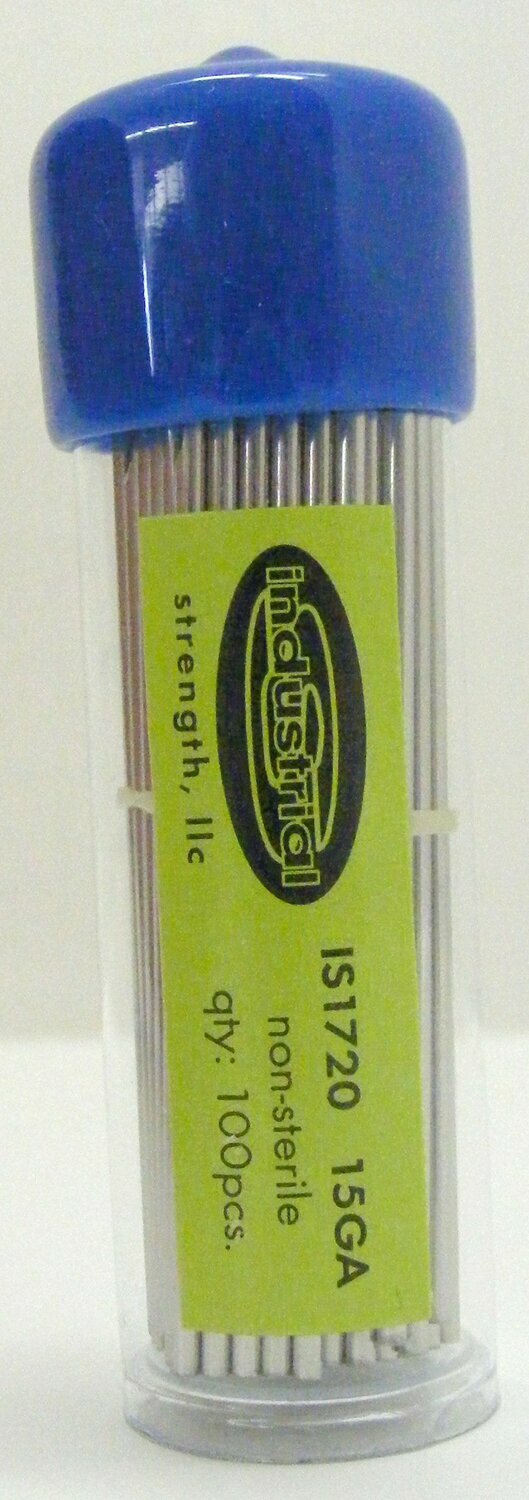 industrial
strength, llc
IS1720 15GA
non-sterile
qty: 100pcs.